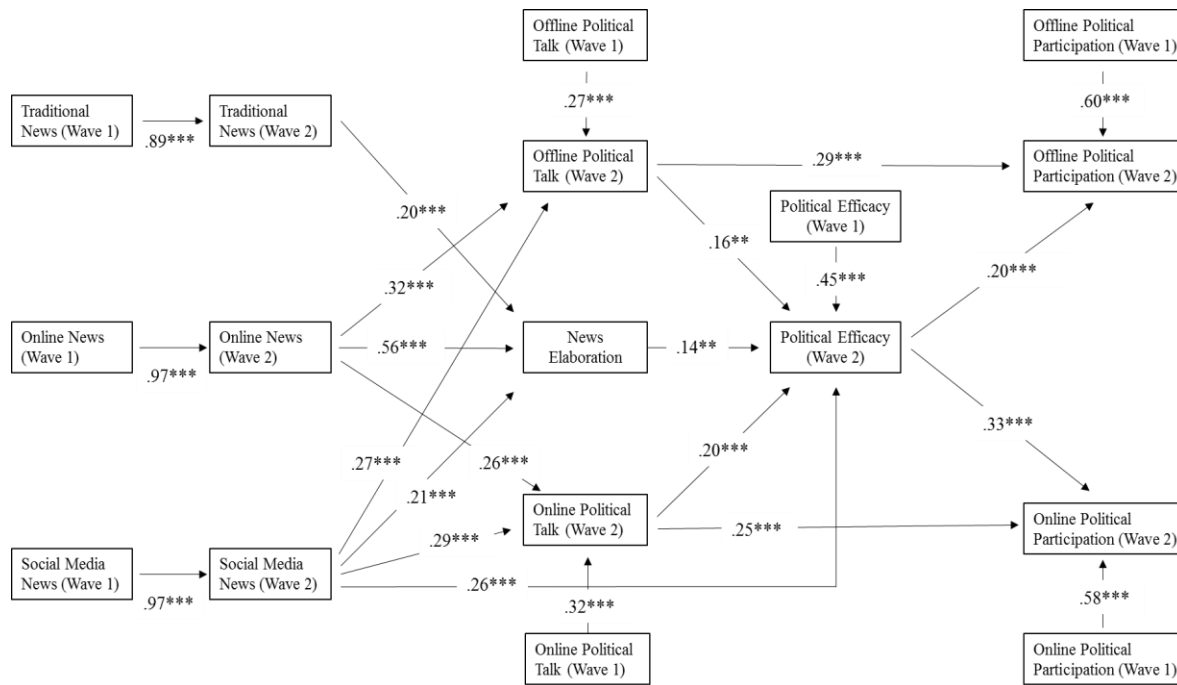 Offline Political
Talk (Wave 1)
Offline Political
Participation (Wave 1)
Traditional
News (Wave 1)
.89***
Traditional
News (Wave 2)
.27***
.60***
Offline Political
Talk (Wave 2)
.29***
Offline Political
Participation (Wave 2)
.20***
Political Efficacy
(Wave 1)
.16**
.45***
.20***
.32***
Online News
(Wave 1)
.97***
Online News
(Wave 2)
.56***
News
Elaboration
.14**
Political Efficacy
(Wave 2)
.33***
.20***
.27***
.26***
.21***
Online Political
Talk (Wave 2)
.25***
Online Political
Participation (Wave 2)
.29***
Social Media
News (Wave 1)
.97***
Social Media
News (Wave 2)
.26***
.32***
.58***
Online Political
Talk (Wave 1)
Online Political
Participation (Wave 1)